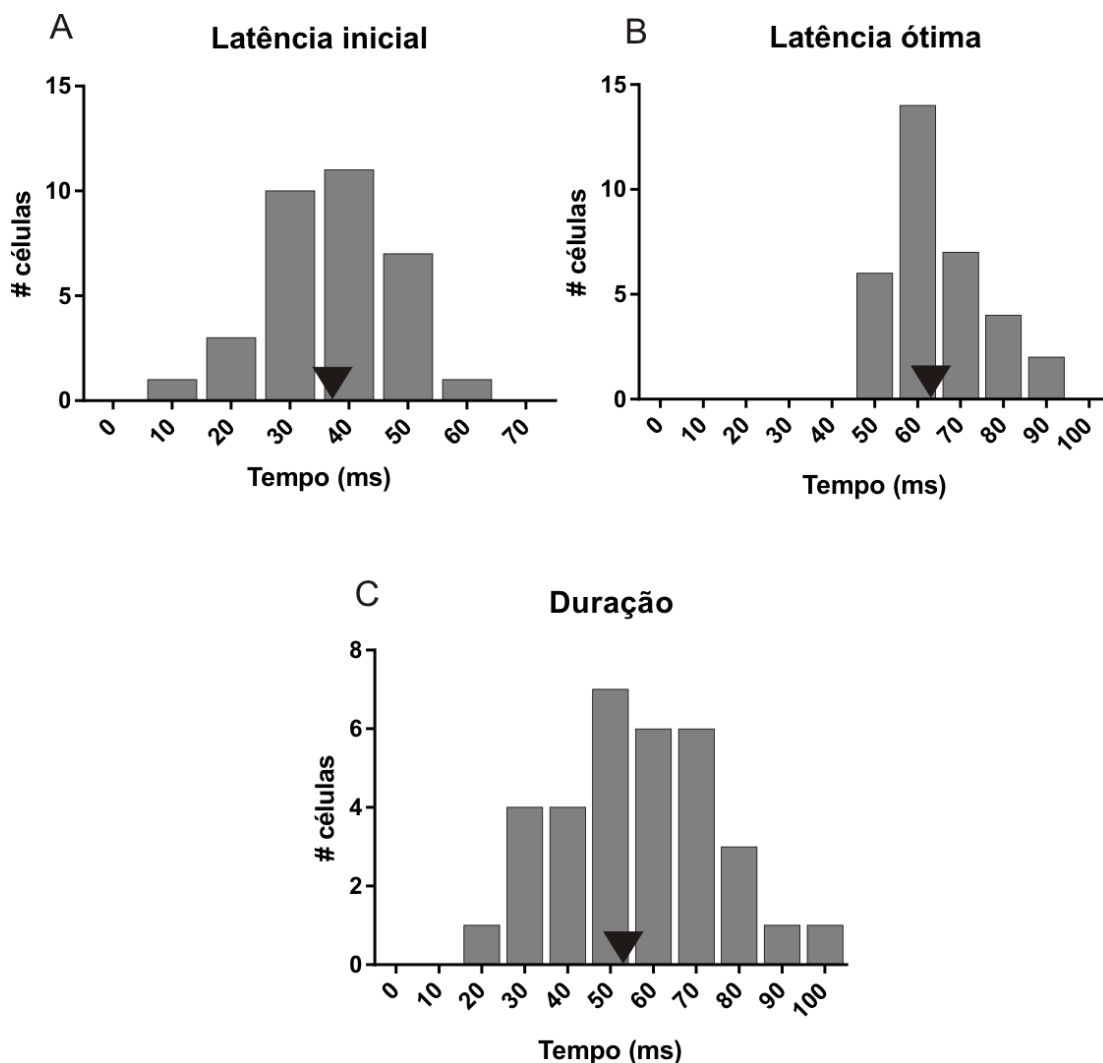 A
Latência inicial
15
10
5
0
# células
0 10 20 30 40 50 60 70
Tempo (ms)
B
Latência ótima
15
10
5
0
# células
0 10 20 30 40 50 60 70 80 90 100
Tempo (ms)
C
Duração
8
6
4
2
0
# células
0 10 20 30 40 50 60 70 80 90 100
Tempo (ms)